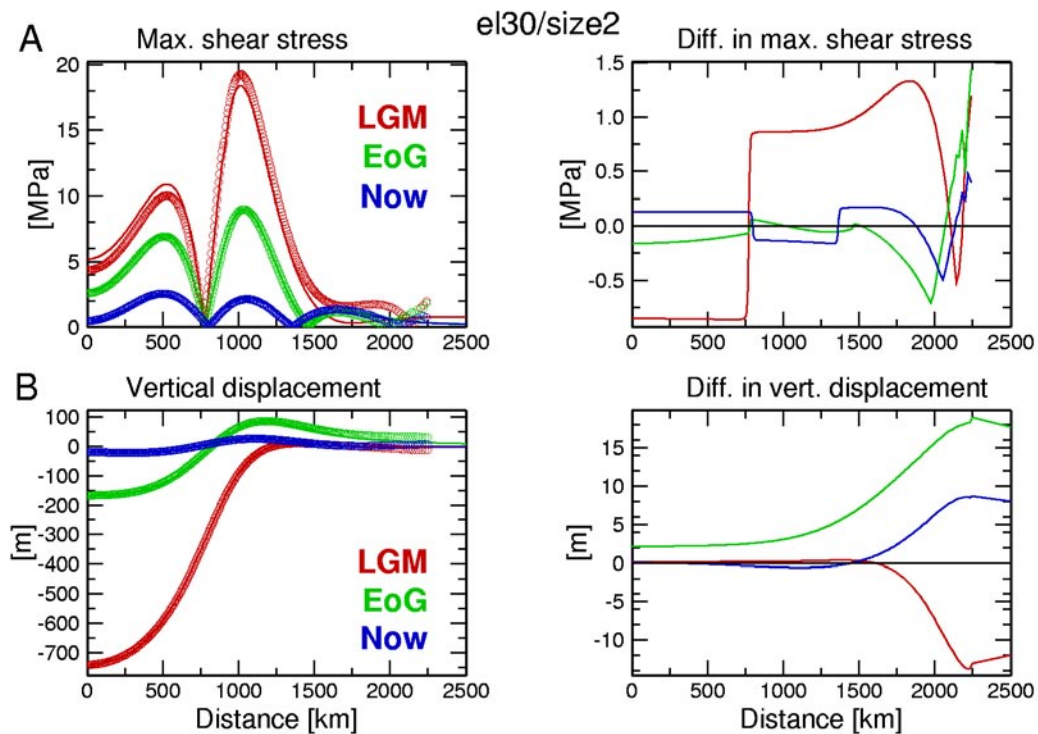 el30/size2
A
Max. shear stress
20
15
10
5
0
[MPa]
LGM
EoG
Now
0 500 1000 1500 2000 2500
Diff. in max. shear stress
1.5
1.0
0.5
0.0
-0.5
[MPa]
0 500 1000 1500 2000 2500
B
Vertical displacement
100
0
-100
-200
-300
-400
-500
-600
-700
[m]
LGM
EoG
Now
0 500 1000 1500 2000 2500
Distance [km]
Diff. in vert. displacement
15
10
5
0
-5
-10
[m]
0 500 1000 1500 2000 2500
Distance [km]